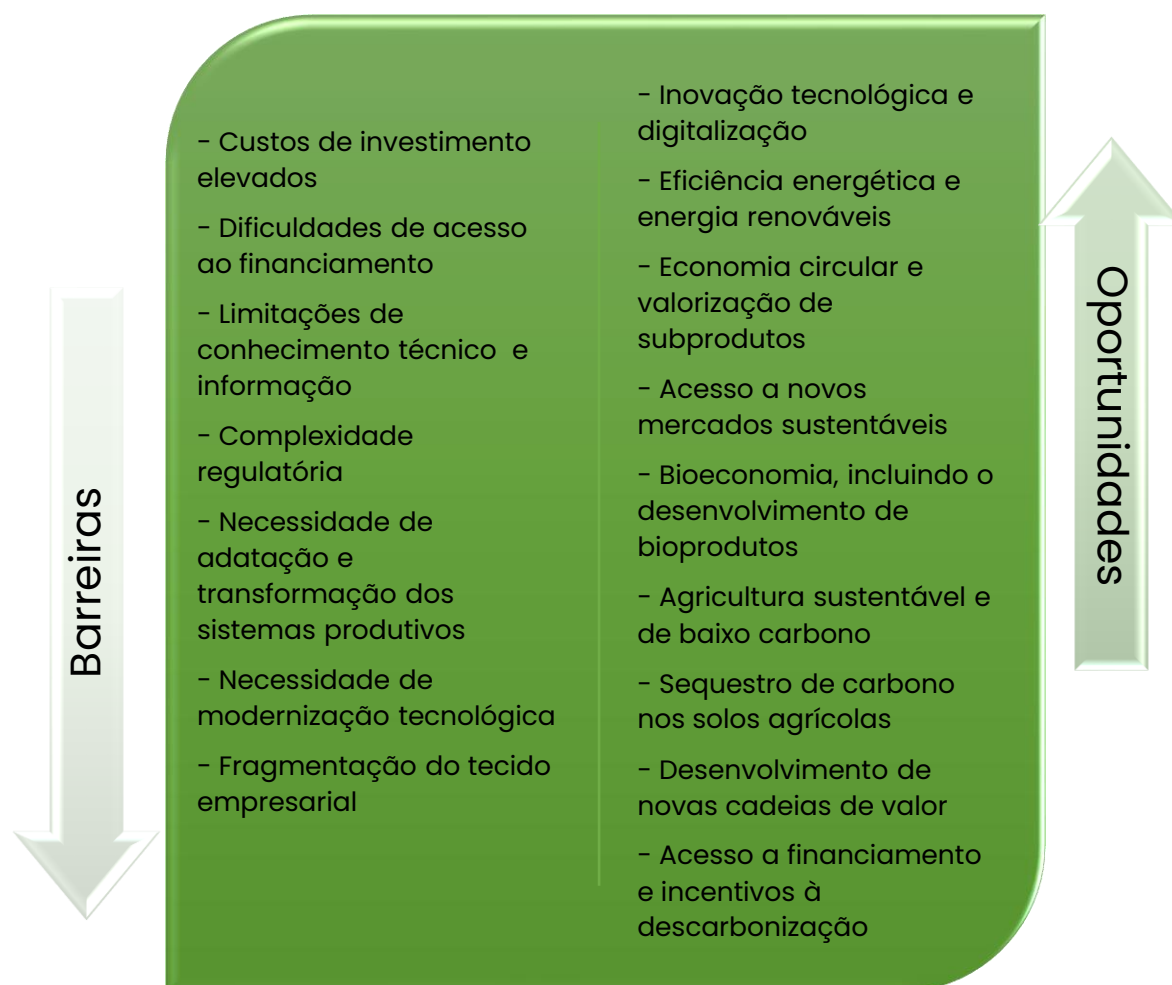 Barreiras
- Custos de investimento
elevados
- Dificuldades de acesso
ao financiamento
- Limitações de
conhecimento técnico e
informação
- Complexidade
regulatória
- Necessidade de
adatação e
transformação dos
sistemas produtivos
- Necessidade de
modernização tecnológica
- Fragmentação do tecido
empresarial
- Inovação tecnológica e
digitalização
- Eficiência energética e
energia renováveis
- Economia circular e
valorização de
subprodutos
- Acesso a novos
mercados sustentáveis
- Bioeconomia, incluindo o
desenvolvimento de
bioprodutos
- Agricultura sustentável e
de baixo carbono
- Sequestro de carbono
nos solos agrícolas
- Desenvolvimento de
novas cadeias de valor
- Acesso a financiamento
e incentivos à
descarbonização
Oportunidades